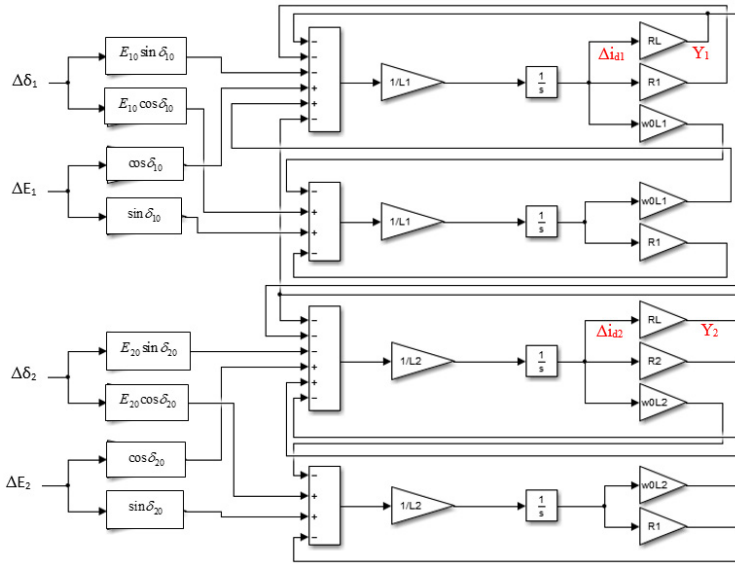 E₁₀ sin δ₁₀
Δδ₁
E₁₀ cos δ₁₀
cos δ₁₀
ΔE₁
sin δ₁₀
− − − + + −
1/L1
1/s
Δi_d1
RL
Y₁
R1
w0L1
− + + −
1/L1
1/s
w0L1
R1
E₂₀ sin δ₂₀
Δδ₂
E₂₀ cos δ₂₀
cos δ₂₀
ΔE₂
sin δ₂₀
− − − + + −
1/L2
1/s
Δi_d2
RL
Y₂
R2
w0L2
− + + −
1/L2
1/s
w0L2
R1